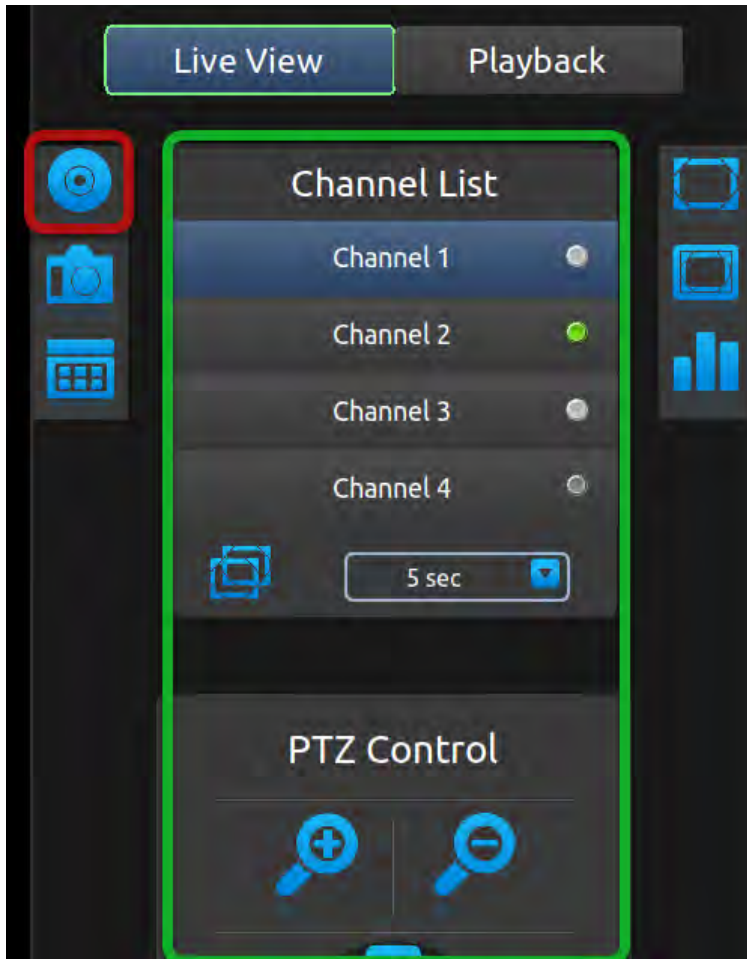 Live View Playback
Channel List
Channel 1
Channel 2
Channel 3
Channel 4
5 sec
PTZ Control